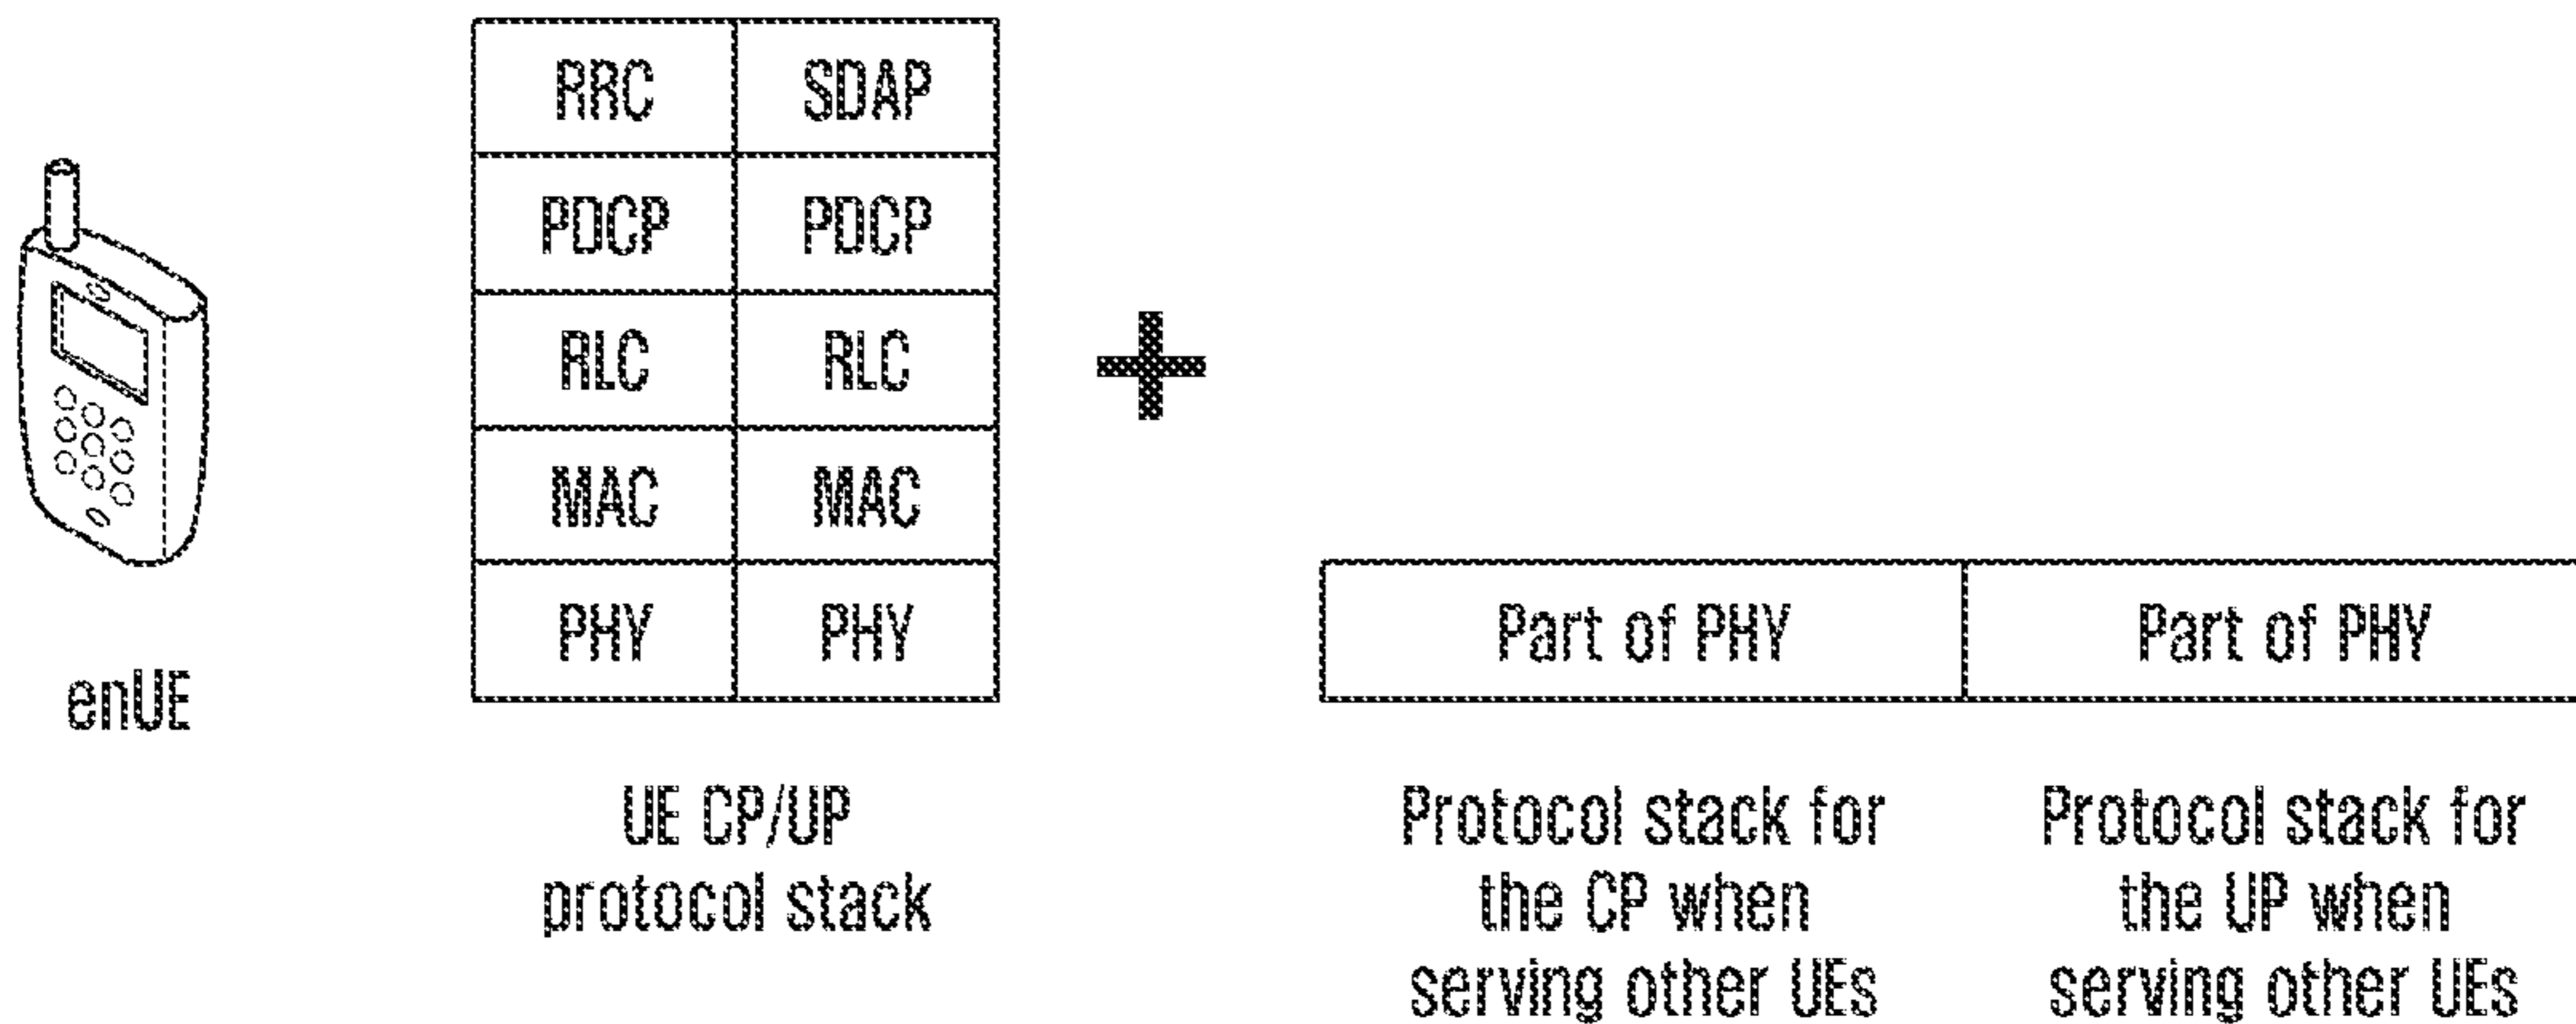 RRC SDAP
PDCP PDCP
RLC RLC
MAC MAC
PHY PHY
Part of PHY Part of PHY
enUE
UE CP/UP
protocol stack
Protocol stack for
the CP when
serving other UEs
Protocol stack for
the UP when
serving other UEs